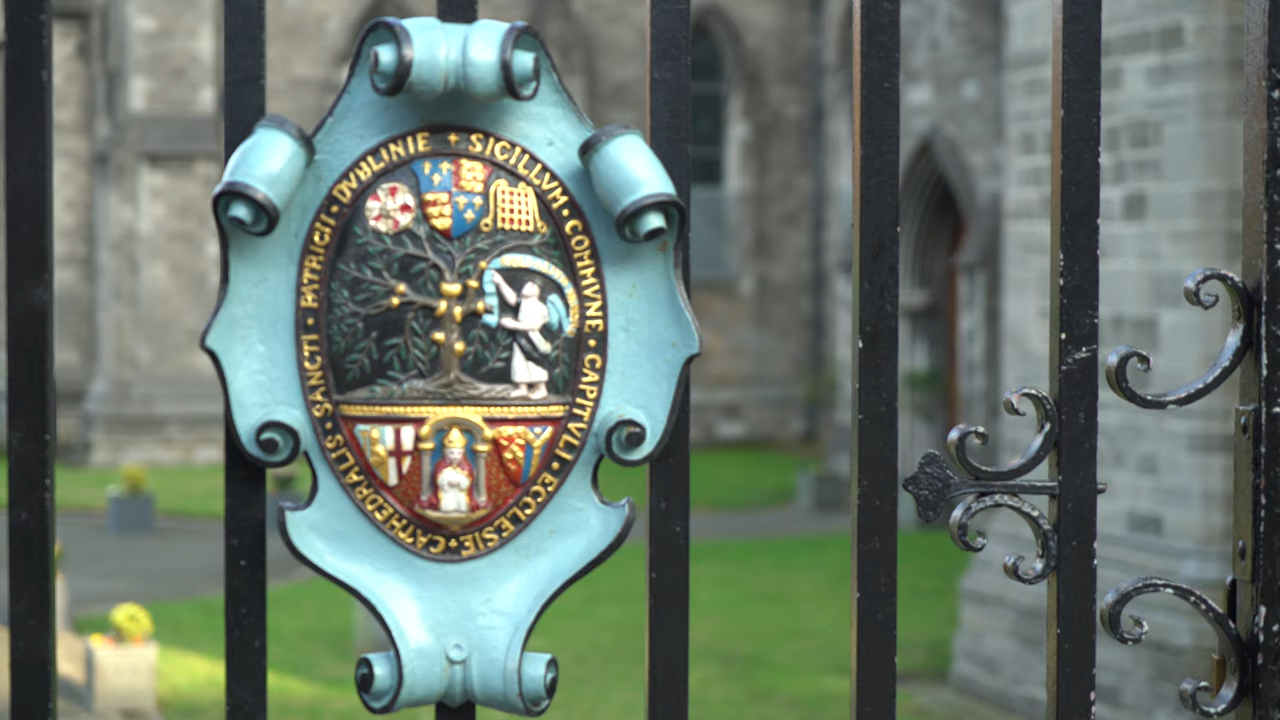 + SIGILLVM · COMMVNE · CAPITVLI · ECCLESIE + CATHEDRALIS · SANCTI · PATRICII · DVBLINIE